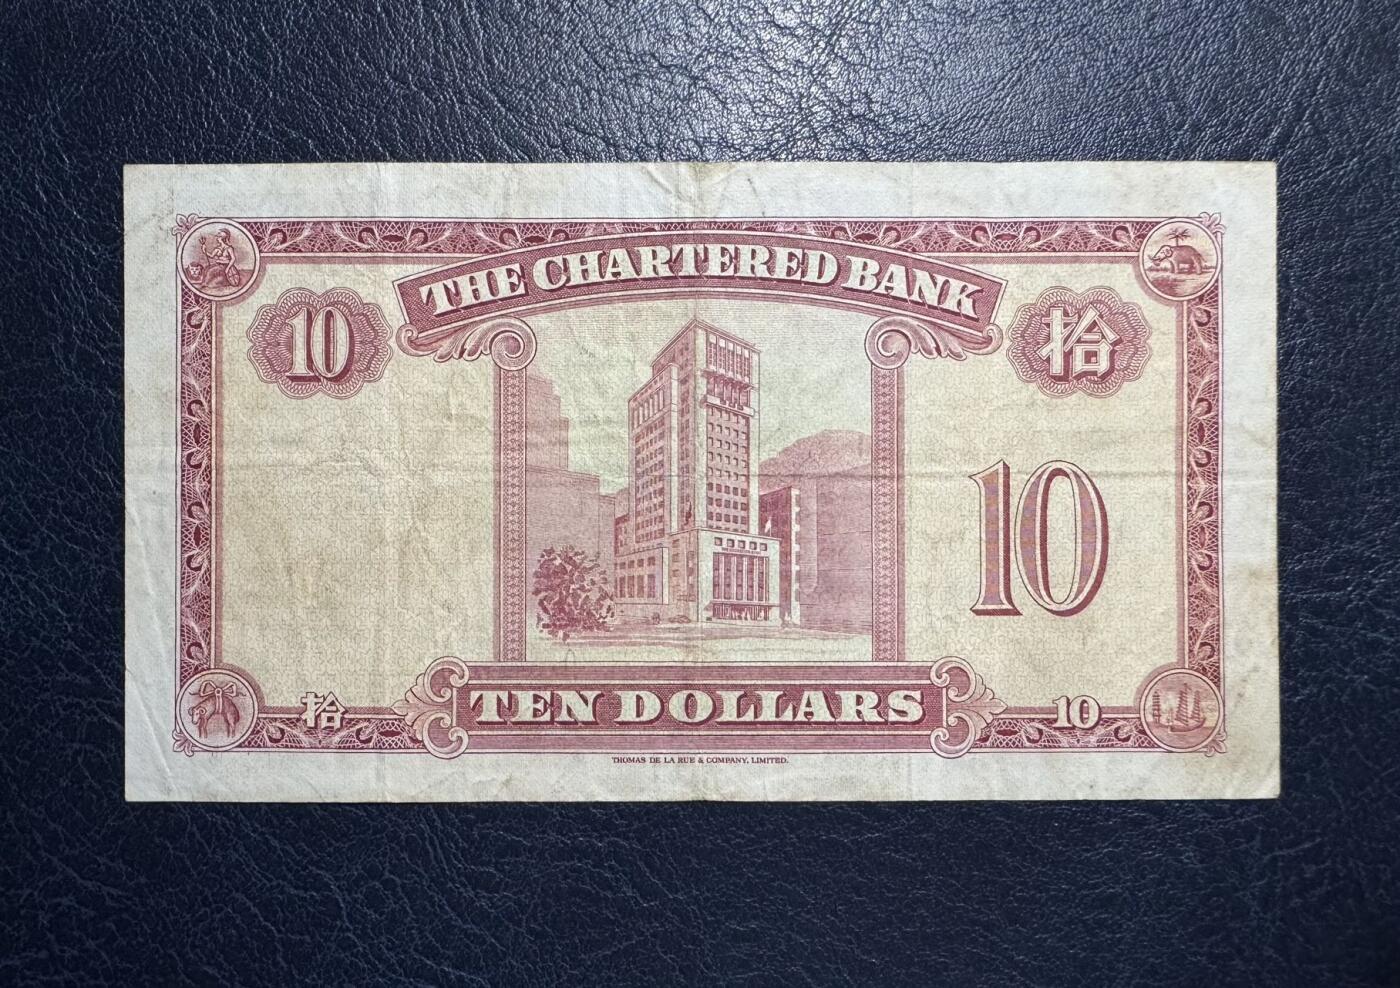 THE CHARTERED BANK
10
拾
10
拾
TEN DOLLARS
10
THOMAS DE LA RUE & COMPANY, LIMITED.